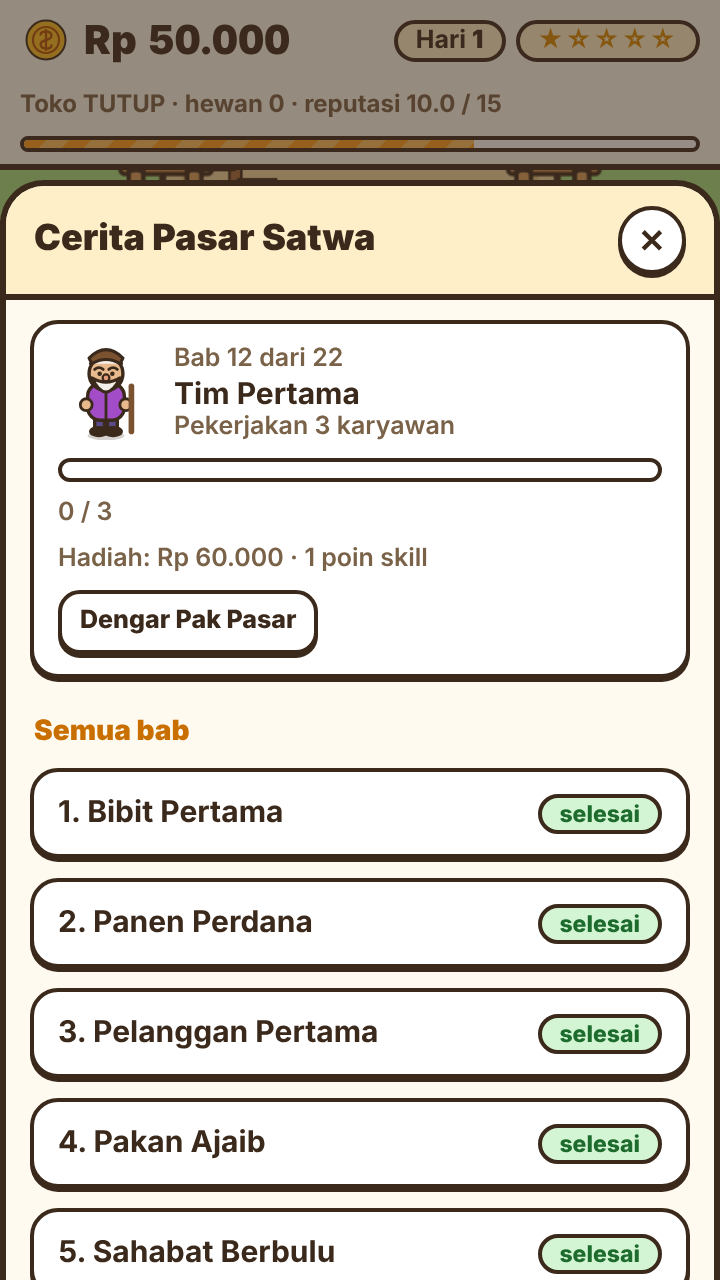 Rp 50.000
Hari 1
★☆☆☆☆
Toko TUTUP · hewan 0 · reputasi 10.0 / 15
Cerita Pasar Satwa
×
Bab 12 dari 22
Tim Pertama
Pekerjakan 3 karyawan
0 / 3
Hadiah: Rp 60.000 · 1 poin skill
Dengar Pak Pasar
Semua bab
1. Bibit Pertama
selesai
2. Panen Perdana
selesai
3. Pelanggan Pertama
selesai
4. Pakan Ajaib
selesai
5. Sahabat Berbulu
selesai